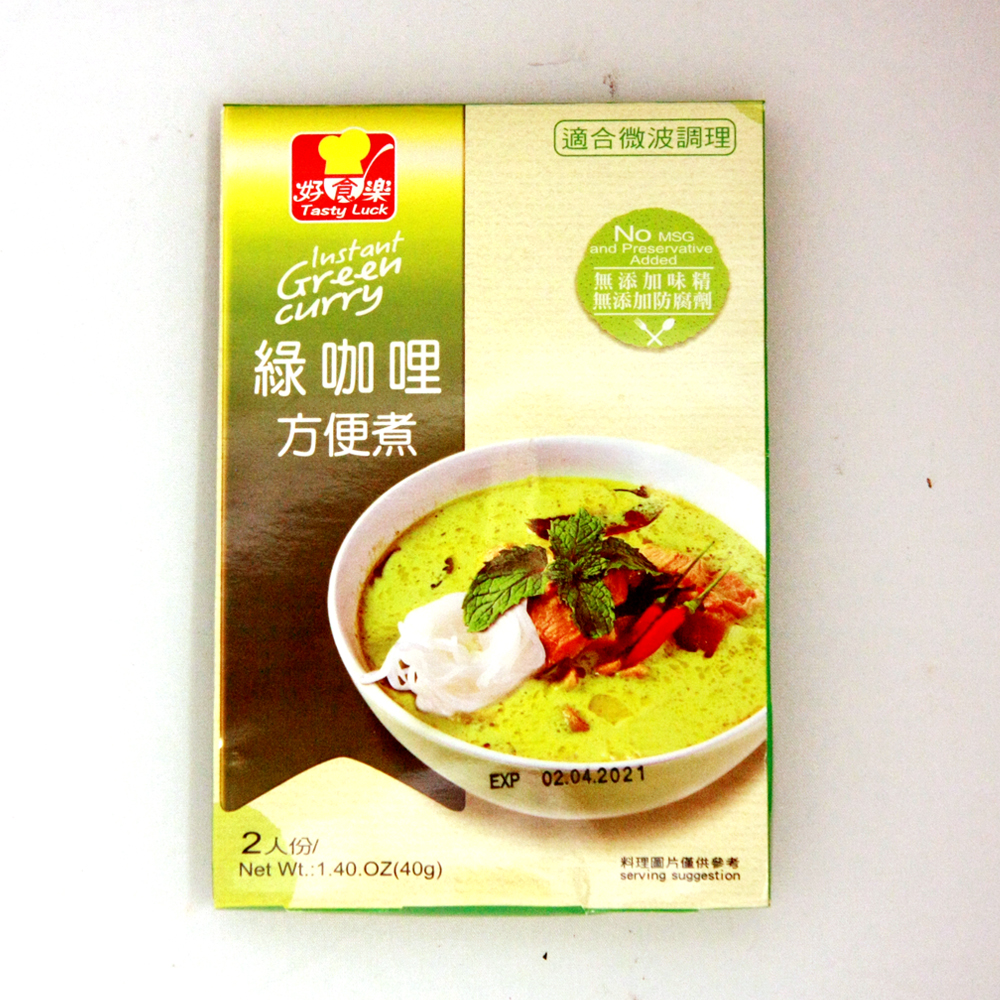 好食樂
Tasty Luck
Instant
Green
curry
綠咖哩
方便煮
適合微波調理
No MSG
and Preservative
Added
無添加味精
無添加防腐劑
EXP 02.04.2021
2人份/
Net Wt.:1.40.OZ(40g)
料理圖片僅供參考
serving suggestion